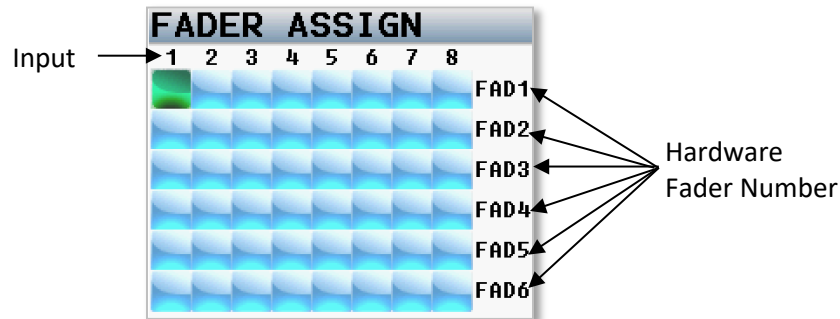 FADER ASSIGN
Input
1 2 3 4 5 6 7 8
FAD1
FAD2
FAD3
FAD4
FAD5
FAD6
Hardware
Fader Number